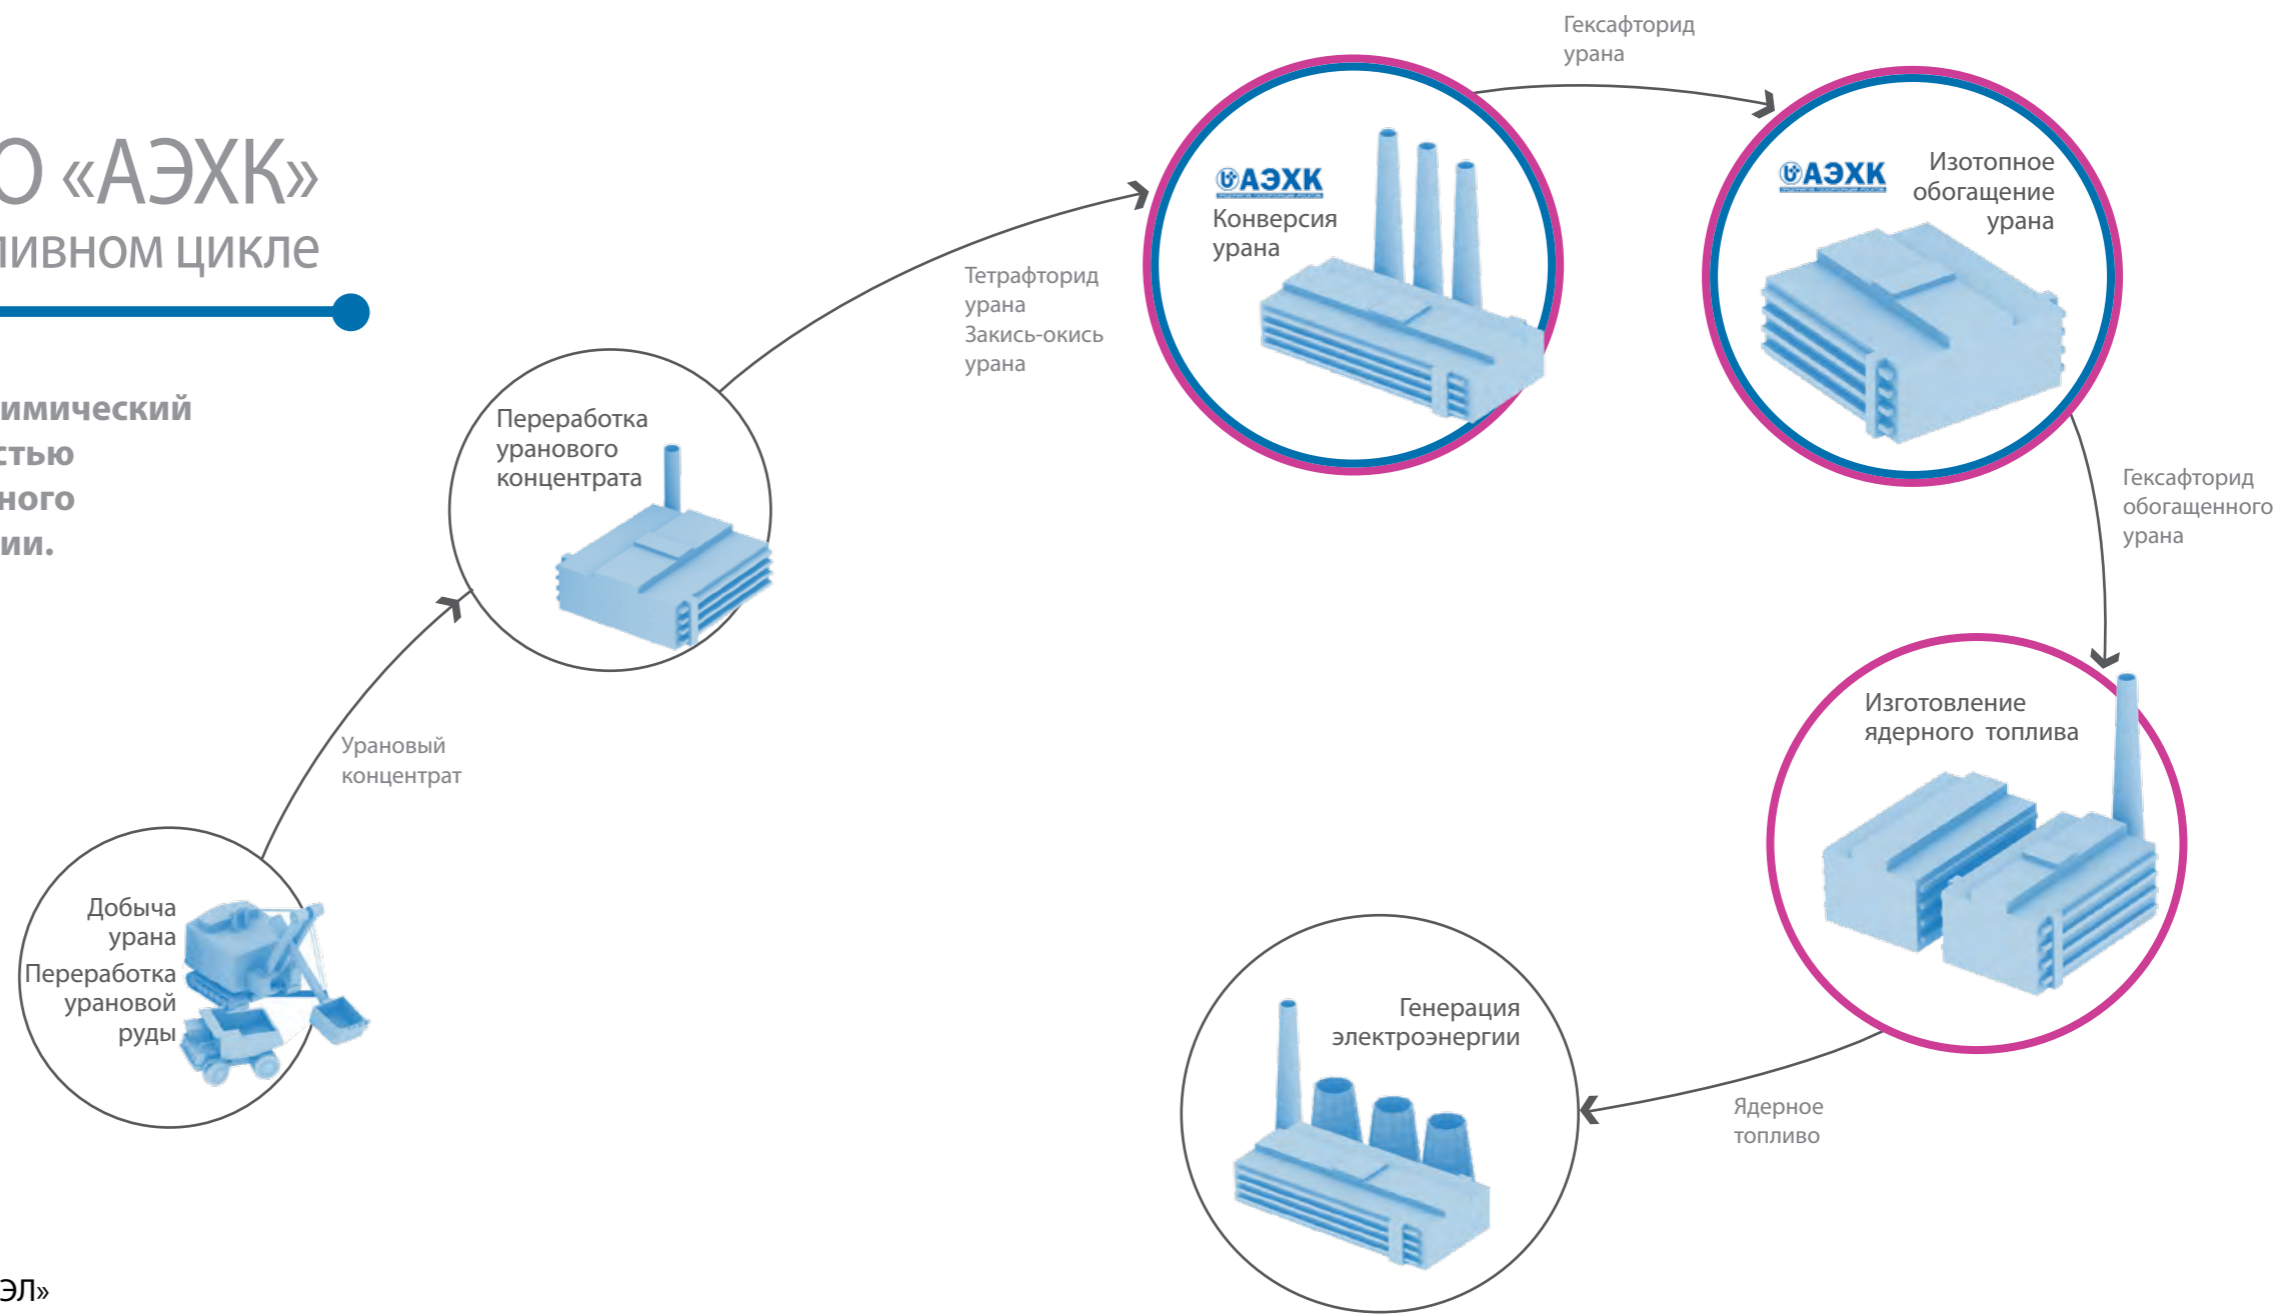 О «АЭХК»
ливном цикле
имический
стью
ного
ии.
Гексафторид
урана
АЭХК
Конверсия
урана
АЭХК
Изотопное
обогащение
урана
Тетрафторид
урана
Закись-окись
урана
Переработка
уранового
концентрата
Гексафторид
обогащенного
урана
Урановый
концентрат
Изготовление
ядерного топлива
Добыча
урана
Переработка
урановой
руды
Генерация
электроэнергии
Ядерное
топливо
ЭЛ»